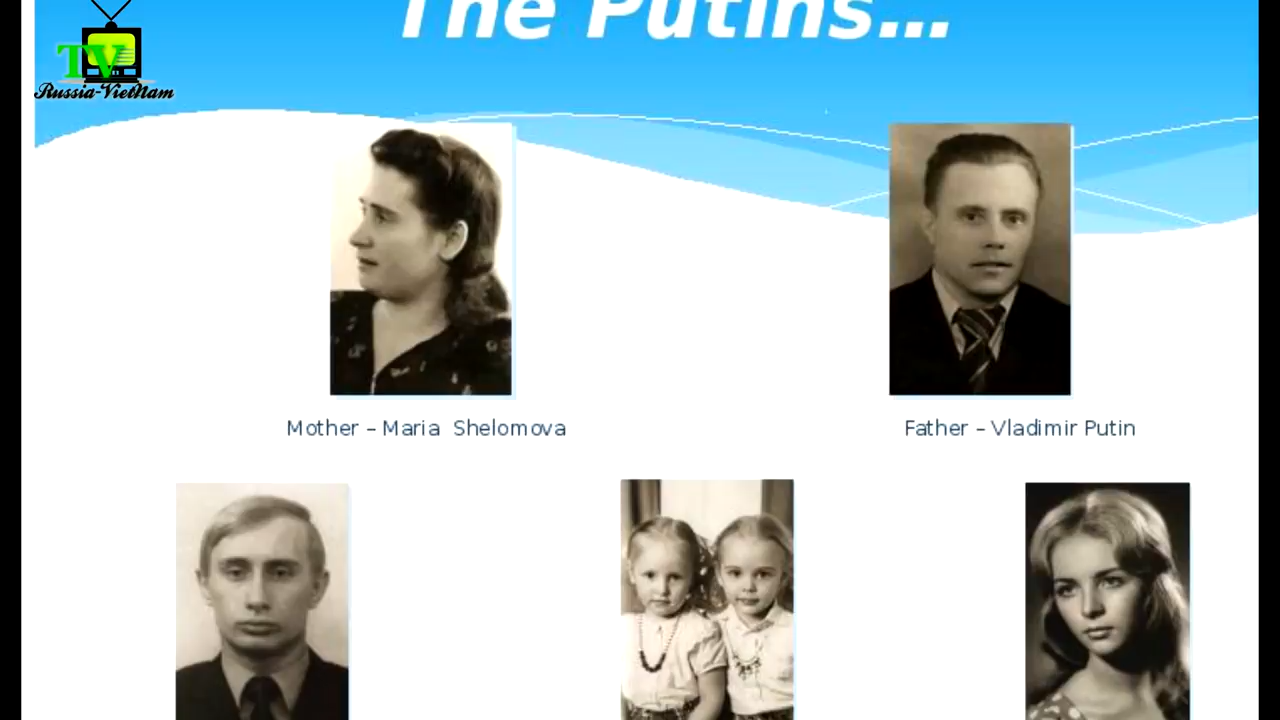 The Putins...
TV
Russia-VietNam
Mother – Maria Shelomova
Father – Vladimir Putin